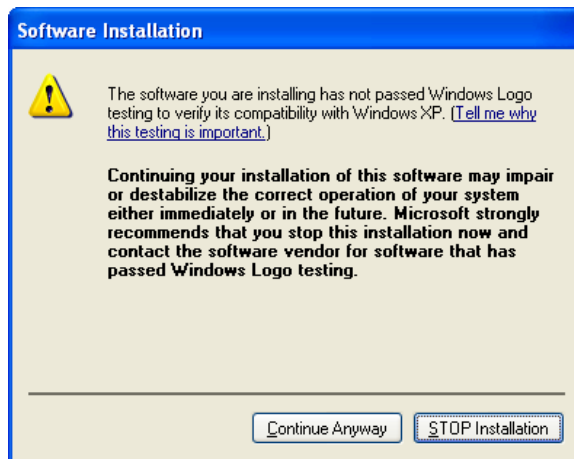 Software Installation
The software you are installing has not passed Windows Logo
testing to verify its compatibility with Windows XP. (Tell me why
this testing is important.)
Continuing your installation of this software may impair
or destabilize the correct operation of your system
either immediately or in the future. Microsoft strongly
recommends that you stop this installation now and
contact the software vendor for software that has
passed Windows Logo testing.
Continue Anyway
STOP Installation